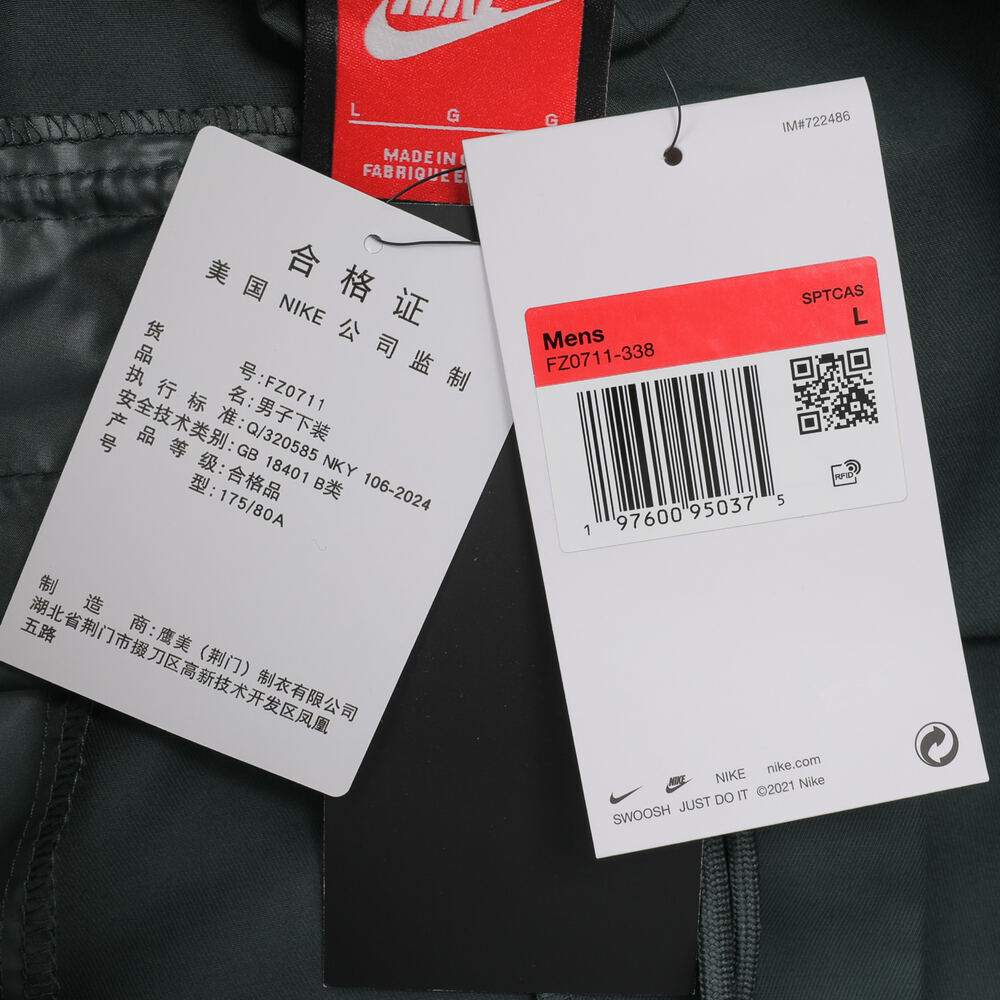 NIKE
L G G
MADE IN
FABRIQUE E
合格证
美国NIKE公司监制
货号:FZ0711
品名:男子下装
执行标准:Q/320585 NKY 106-2024
安全技术类别:GB 18401 B类
产品等级:合格品
号型:175/80A
制造商:鹰美(荆门)制衣有限公司
湖北省荆门市掇刀区高新技术开发区凤凰
五路
IM#722486
SPTCAS
Mens L
FZ0711-338
RFID
1 97600 95037 5
NIKE NIKE nike.com
SWOOSH JUST DO IT ©2021 Nike